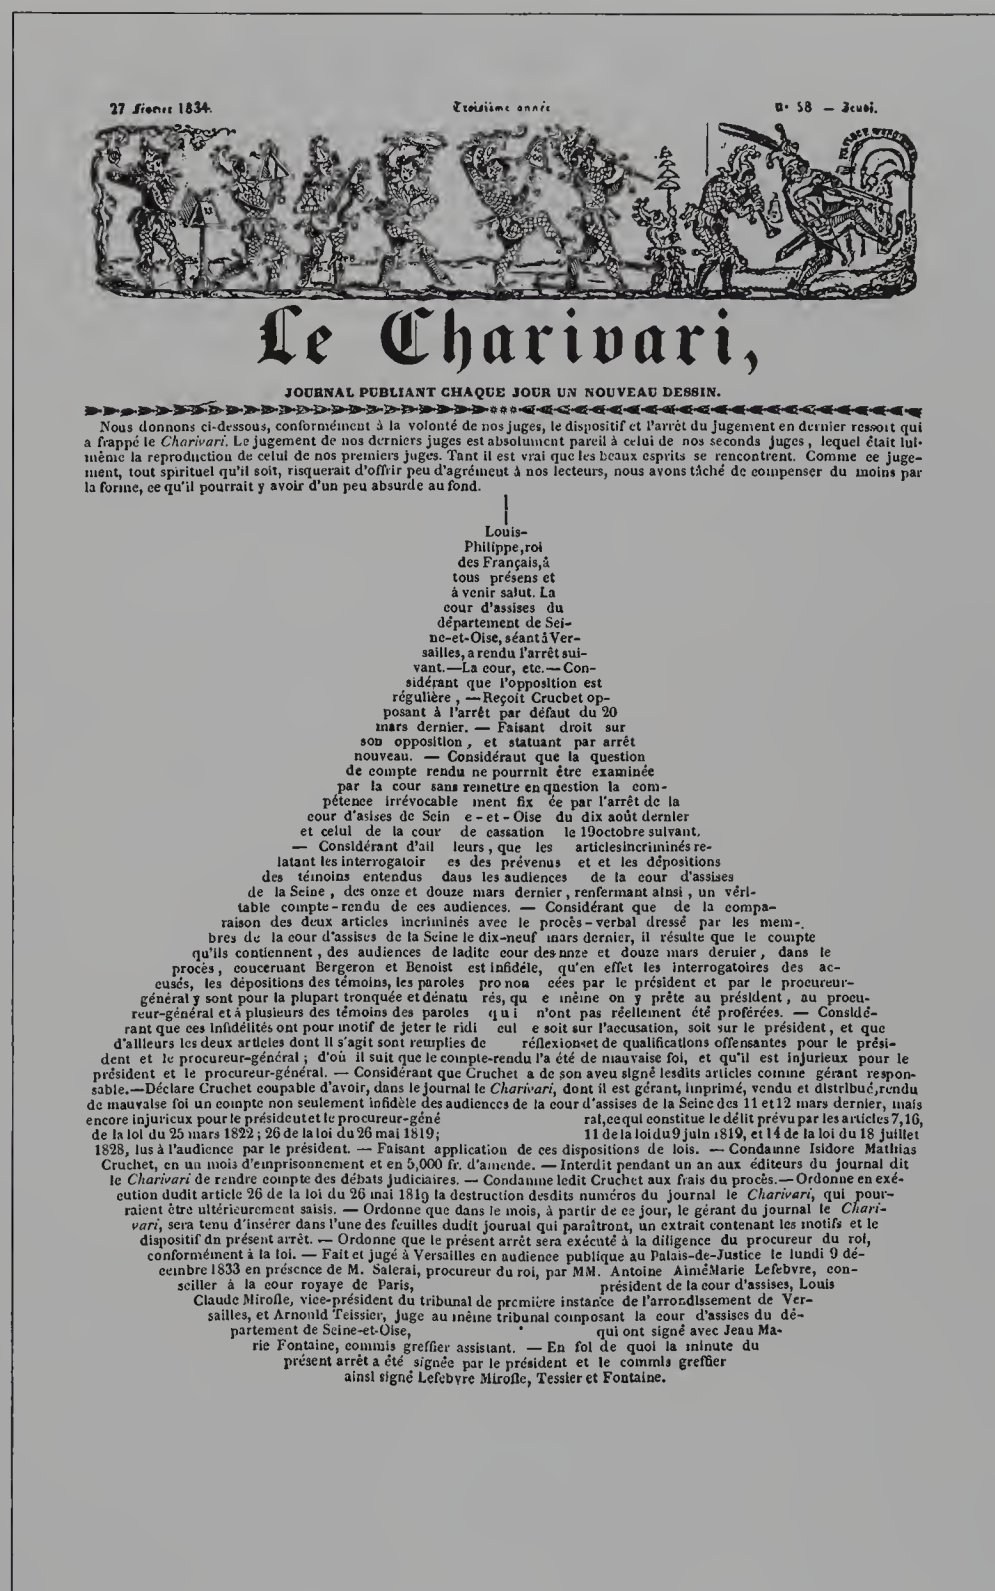 27 Février 1834.
Troisième année
N° 58 — Jeudi.
Le Charivari,
JOURNAL PUBLIANT CHAQUE JOUR UN NOUVEAU DESSIN.
Nous donnons ci-dessous, conformément à la volonté de nos juges, le dispositif et l'arrêt du jugement en dernier ressort qui
a frappé le Charivari. Le jugement de nos derniers juges est absolument pareil à celui de nos seconds juges, lequel était lui-
même la reproduction de celui de nos premiers juges. Tant il est vrai que les beaux esprits se rencontrent. Comme ce juge-
ment, tout spirituel qu'il soit, risquerait d'offrir peu d'agrément à nos lecteurs, nous avons tâché de compenser du moins par
la forme, ce qu'il pourrait y avoir d'un peu absurde au fond.
Louis-
Philippe, roi
des Français, à
tous présens et
à venir salut. La
cour d'assises du
département de Sei-
ne-et-Oise, séant à Ver-
sailles, a rendu l'arrêt sui-
vant.—La cour, etc.—Con-
sidérant que l'opposition est
régulière, —Reçoit Cruchet op-
posant à l'arrêt par défaut du 20
mars dernier. — Faisant droit sur
son opposition, et statuant par arrêt
nouveau. — Considérant que la question
de compte rendu ne pourrait être examinée
par la cour sans remettre en question la com-
pétence irrévocable ment fix ée par l'arrêt de la
cour d'asises de Sein e-et-Oise du dix août dernier
et celui de la cour de cassation le 19 octobre suivant.
— Considérant d'ail leurs, que les articles incriminés re-
latant les interrogatoir es des prévenus et et les dépositions
des témoins entendus dans les audiences de la cour d'assises
de la Seine, des onze et douze mars dernier, renfermant ainsi, un véri-
table compte-rendu de ces audiences. — Considérant que de la compa-
raison des deux articles incriminés avec le procès-verbal dressé par les mem-
bres de la cour d'assises de la Seine le dix-neuf mars dernier, il résulte que le compte
qu'ils contiennent, des audiences de ladite cour des onze et douze mars dernier, dans le
procès, concernant Bergeron et Benoist est infidèle, qu'en effet les interrogatoires des ac-
cusés, les dépositions des témoins, les paroles pronon cées par le président et par le procureur-
général y sont pour la plupart tronquée et dénatu rés, qu e même on y prête au président, au procu-
reur-général et à plusieurs des témoins des paroles qui n'ont pas réellement été proférées. — Considé-
rant que ces infidélités ont pour motif de jeter le ridi cul e soit sur l'accusation, soit sur le président, et que
d'ailleurs les deux articles dont il s'agit sont remplies de réflexions et de qualifications offensantes pour le prési-
dent et le procureur-général ; d'où il suit que le compte-rendu l'a été de mauvaise foi, et qu'il est injurieux pour le
président et le procureur-général. — Considérant que Cruchet a de son aveu signé lesdits articles comme gérant respon-
sable.—Déclare Cruchet coupable d'avoir, dans le journal le Charivari, dont il est gérant, imprimé, vendu et distribué, rendu
de mauvaise foi un compte non seulement infidèle des audiences de la cour d'assises de la Seine des 11 et 12 mars dernier, mais
encore injurieux pour le président et le procureur-géné ral, ce qui constitue le délit prévu par les articles 7, 16,
de la loi du 25 mars 1822 ; 26 de la loi du 26 mai 1819; 11 de la loi du 9 juin 1819, et 14 de la loi du 18 juillet
1828, lus à l'audience par le président. — Faisant application de ces dispositions de lois. — Condamne Isidore Mathias
Cruchet, en un mois d'emprisonnement et en 5,000 fr. d'amende. — Interdit pendant un an aux éditeurs du journal dit
le Charivari de rendre compte des débats judiciaires. — Condamne ledit Cruchet aux frais du procès.—Ordonne en exé-
cution dudit article 26 de la loi du 26 mai 1819 la destruction desdits numéros du journal le Charivari, qui pour-
raient être ultérieurement saisis. — Ordonne que dans le mois, à partir de ce jour, le gérant du journal le Chari-
vari, sera tenu d'insérer dans l'une des feuilles dudit journal qui paraîtront, un extrait contenant les motifs et le
dispositif du présent arrêt. — Ordonne que le présent arrêt sera exécuté à la diligence du procureur du roi,
conformément à la loi. — Fait et jugé à Versailles en audience publique au Palais-de-Justice le lundi 9 dé-
cembre 1833 en présence de M. Salerai, procureur du roi, par MM. Antoine Aimé Marie Lefebvre, con-
seiller à la cour royaye de Paris, président de la cour d'assises, Louis
Claude Mirofle, vice-président du tribunal de première instance de l'arrondissement de Ver-
sailles, et Arnould Teissier, juge au même tribunal composant la cour d'assises du dé-
partement de Seine-et-Oise, qui ont signé avec Jeau Ma-
rie Fontaine, commis greffier assistant. — En foi de quoi la minute du
présent arrêt a été signée par le président et le commis greffier
ainsi signé Lefebvre Mirofle, Tessier et Fontaine.